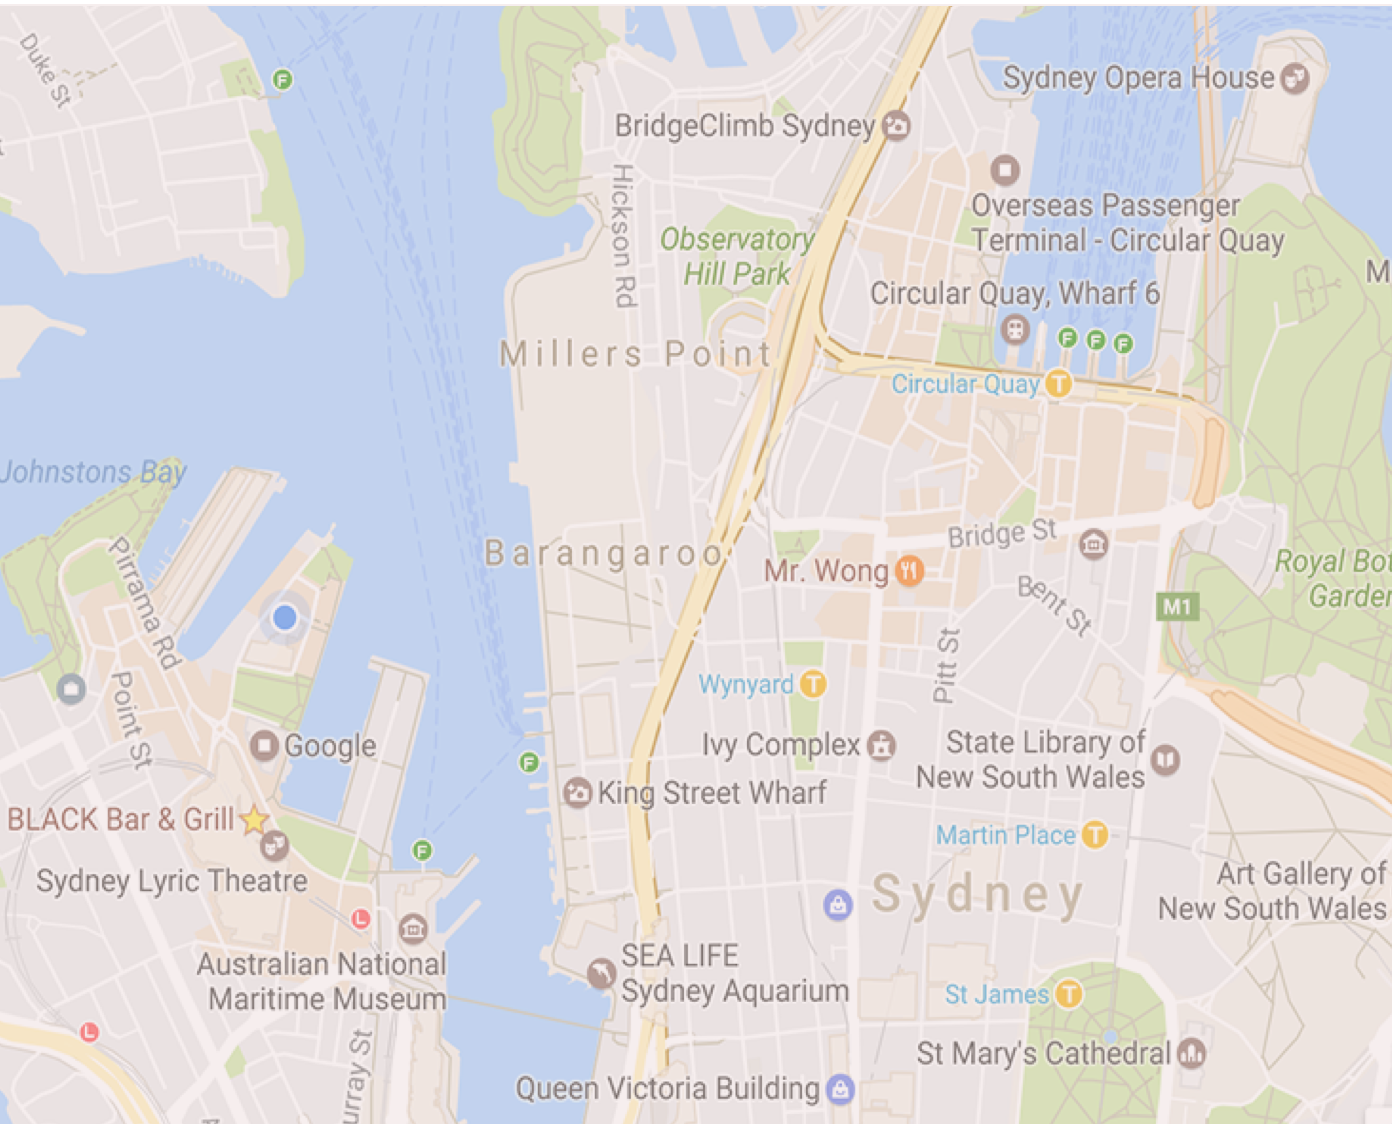 Duke St
F
Sydney Opera House
BridgeClimb Sydney
Hickson Rd
Overseas Passenger
Terminal - Circular Quay
Observatory
Hill Park
M
Circular Quay, Wharf 6
F F F
Millers Point
Circular Quay T
Johnstons Bay
Pirrama Rd
Barangaroo
Bridge St
Mr. Wong
Royal Bot
Garden
Bent St
M1
Point St
Pitt St
Wynyard T
Google
Ivy Complex
State Library of
New South Wales
F
King Street Wharf
BLACK Bar & Grill
Martin Place T
F
Sydney Lyric Theatre
Sydney
Art Gallery of
New South Wales
L
Australian National
Maritime Museum
SEA LIFE
Sydney Aquarium
St James T
L
urray St
St Mary's Cathedral
Queen Victoria Building